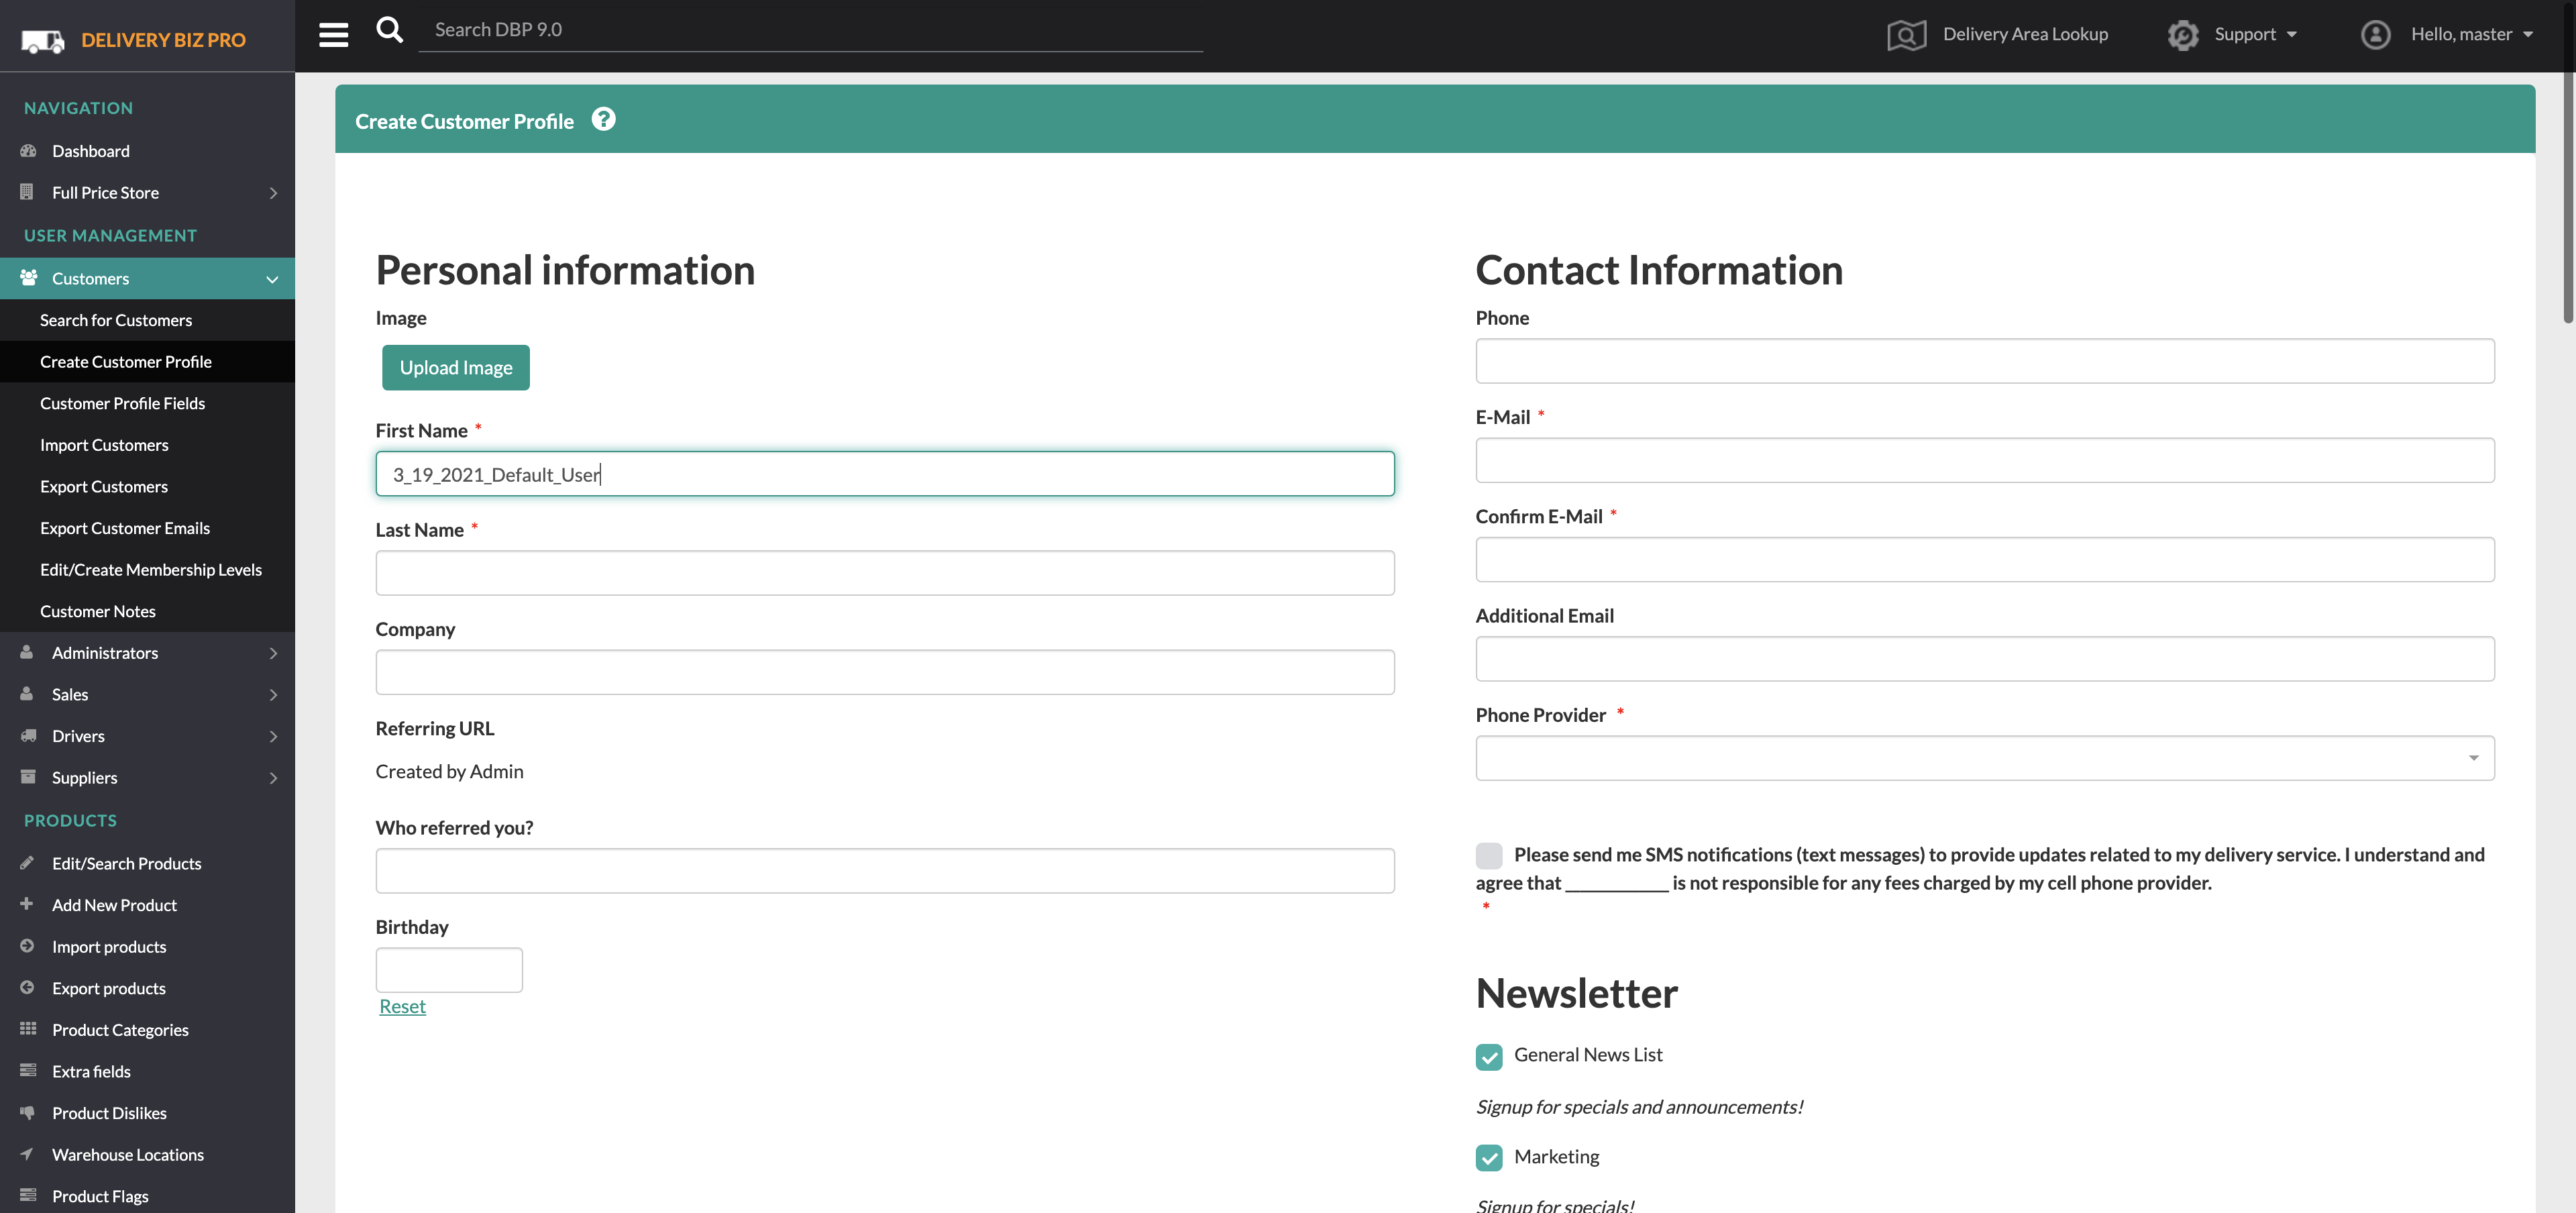 DELIVERY BIZ PRO
Search DBP 9.0
Delivery Area Lookup
Support
Hello, master
NAVIGATION
Dashboard
Full Price Store
USER MANAGEMENT
Customers
Search for Customers
Create Customer Profile
Customer Profile Fields
Import Customers
Export Customers
Export Customer Emails
Edit/Create Membership Levels
Customer Notes
Administrators
Sales
Drivers
Suppliers
PRODUCTS
Edit/Search Products
Add New Product
Import products
Export products
Product Categories
Extra fields
Product Dislikes
Warehouse Locations
Product Flags
Create Customer Profile ?
Personal information
Image
Upload Image
First Name *
3_19_2021_Default_User
Last Name *
Company
Referring URL
Created by Admin
Who referred you?
Birthday
Reset
Contact Information
Phone
E-Mail *
Confirm E-Mail *
Additional Email
Phone Provider *
Please send me SMS notifications (text messages) to provide updates related to my delivery service. I understand and
agree that ___________ is not responsible for any fees charged by my cell phone provider.
*
Newsletter
General News List
Signup for specials and announcements!
Marketing
Signup for specials!